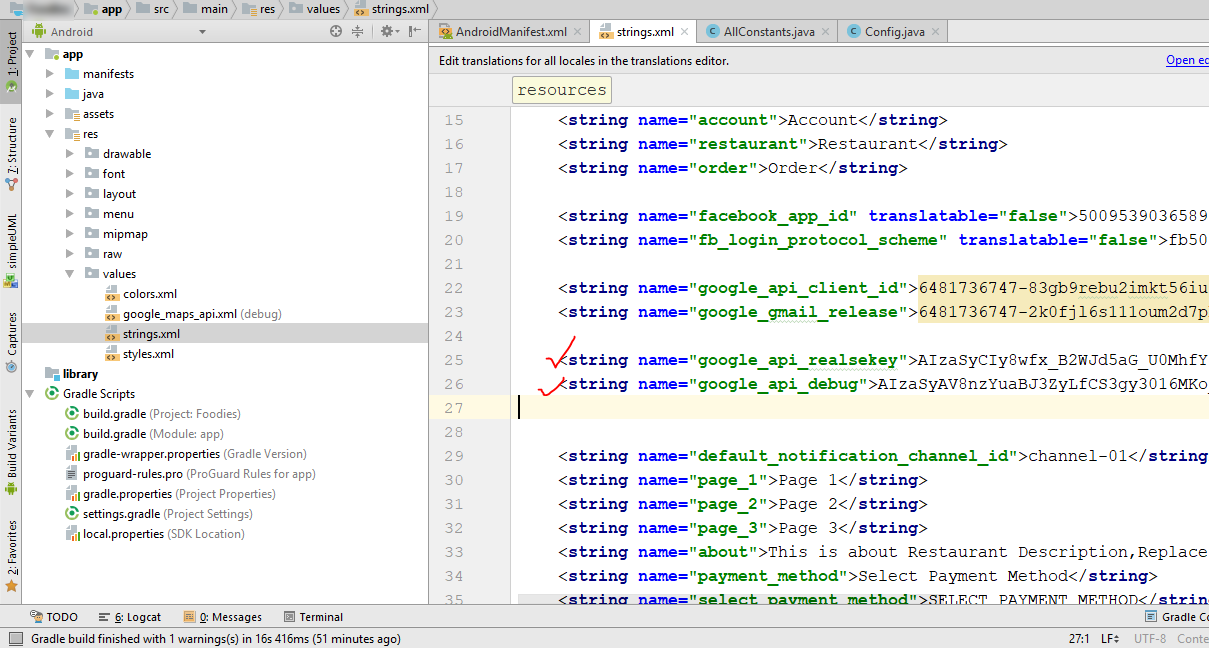 app src main res values strings.xml
Android
AndroidManifest.xml strings.xml AllConstants.java Config.java
Edit translations for all locales in the translations editor. Open ed
resources
1: Project
7: Structure
simpleUML
Captures
Build Variants
2: Favorites
app
manifests
java
assets
res
drawable
font
layout
menu
mipmap
raw
values
colors.xml
google_maps_api.xml (debug)
strings.xml
styles.xml
library
Gradle Scripts
build.gradle (Project: Foodies)
build.gradle (Module: app)
gradle-wrapper.properties (Gradle Version)
proguard-rules.pro (ProGuard Rules for app)
gradle.properties (Project Properties)
settings.gradle (Project Settings)
local.properties (SDK Location)
15 <string name="account">Account</string>
16 <string name="restaurant">Restaurant</string>
17 <string name="order">Order</string>
18
19 <string name="facebook_app_id" translatable="false">5009539036589
20 <string name="fb_login_protocol_scheme" translatable="false">fb50
21
22 <string name="google_api_client_id">6481736747-83gb9rebu2imkt56iu
23 <string name="google_gmail_release">6481736747-2k0fjl6s111oum2d7p
24
25 <string name="google_api_realsekey">AIzaSyCIy8wfx_B2WJd5aG_U0MhfY
26 <string name="google_api_debug">AIzaSyAV8nzYuaBJ3ZyLfCS3gy3016MKo
27
28
29 <string name="default_notification_channel_id">channel-01</string
30 <string name="page_1">Page 1</string>
31 <string name="page_2">Page 2</string>
32 <string name="page_3">Page 3</string>
33 <string name="about">This is about Restaurant Description,Replace
34 <string name="payment_method">Select Payment Method</string>
35 <string name="select_payment_method">SELECT PAYMENT METHOD</strin
TODO 6: Logcat 0: Messages Terminal Gradle Co
Gradle build finished with 1 warnings(s) in 16s 416ms (51 minutes ago) 27:1 LF UTF-8 Conte